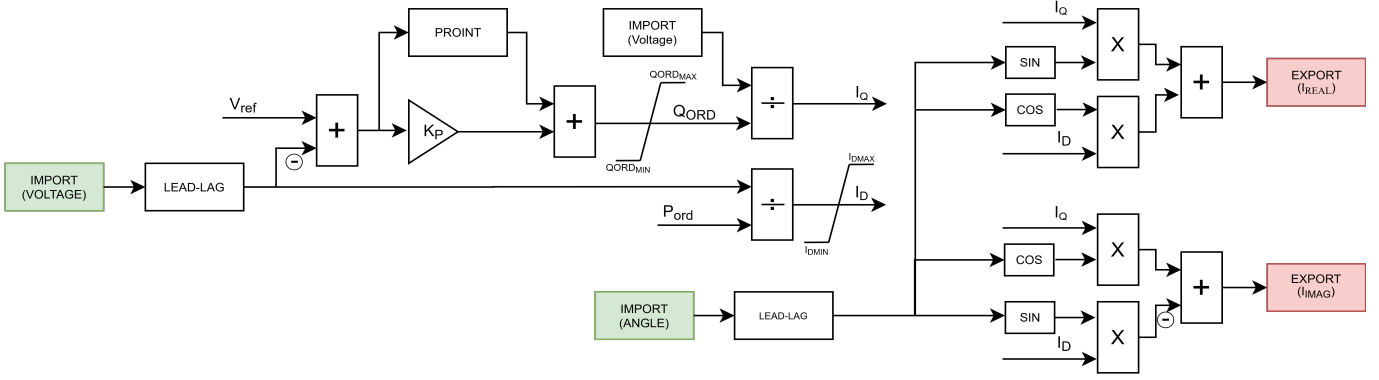 PROINT
IMPORT
(Voltage)
QORDMAX
Vref
+
KP
+
÷
IQ
QORD
QORDMIN
-
IMPORT
(VOLTAGE)
LEAD-LAG
÷
IDMAX
ID
Pord
IDMIN
IMPORT
(ANGLE)
LEAD-LAG
IQ
X
SIN
+
EXPORT
(IREAL)
COS
X
ID
IQ
X
COS
+
EXPORT
(IIMAG)
SIN
X
-
ID